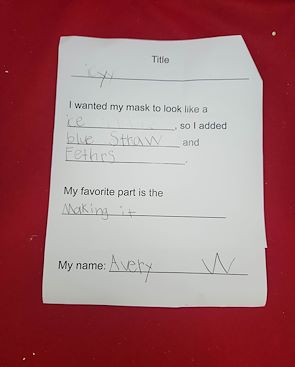 Title
icyy
I wanted my mask to look like a
ice , so I added
blue Straw and
Fethrs.
My favorite part is the
Making it
My name: Avery W